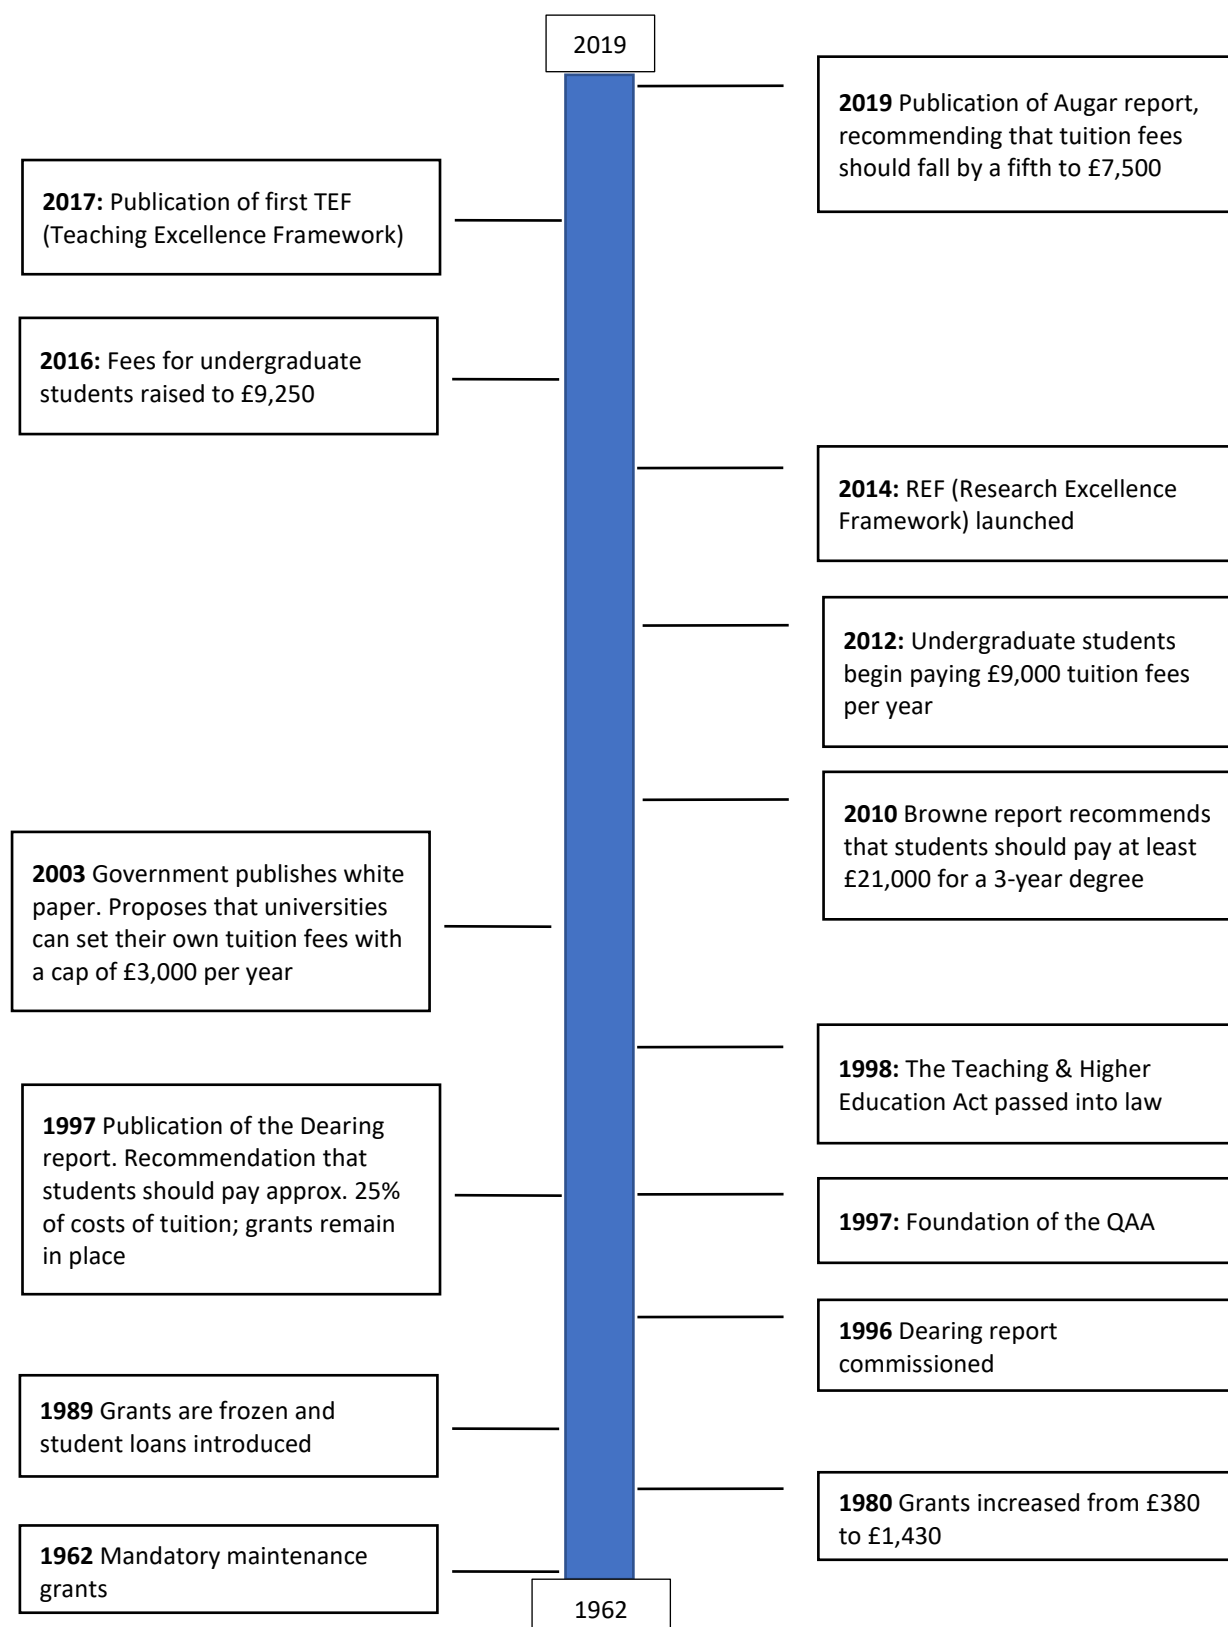 2019
2019 Publication of Augar report,
recommending that tuition fees
should fall by a fifth to £7,500
2017: Publication of first TEF
(Teaching Excellence Framework)
2016: Fees for undergraduate
students raised to £9,250
2014: REF (Research Excellence
Framework) launched
2012: Undergraduate students
begin paying £9,000 tuition fees
per year
2010 Browne report recommends
that students should pay at least
£21,000 for a 3-year degree
2003 Government publishes white
paper. Proposes that universities
can set their own tuition fees with
a cap of £3,000 per year
1998: The Teaching & Higher
Education Act passed into law
1997 Publication of the Dearing
report. Recommendation that
students should pay approx. 25%
of costs of tuition; grants remain
in place
1997: Foundation of the QAA
1996 Dearing report
commissioned
1989 Grants are frozen and
student loans introduced
1980 Grants increased from £380
to £1,430
1962 Mandatory maintenance
grants
1962